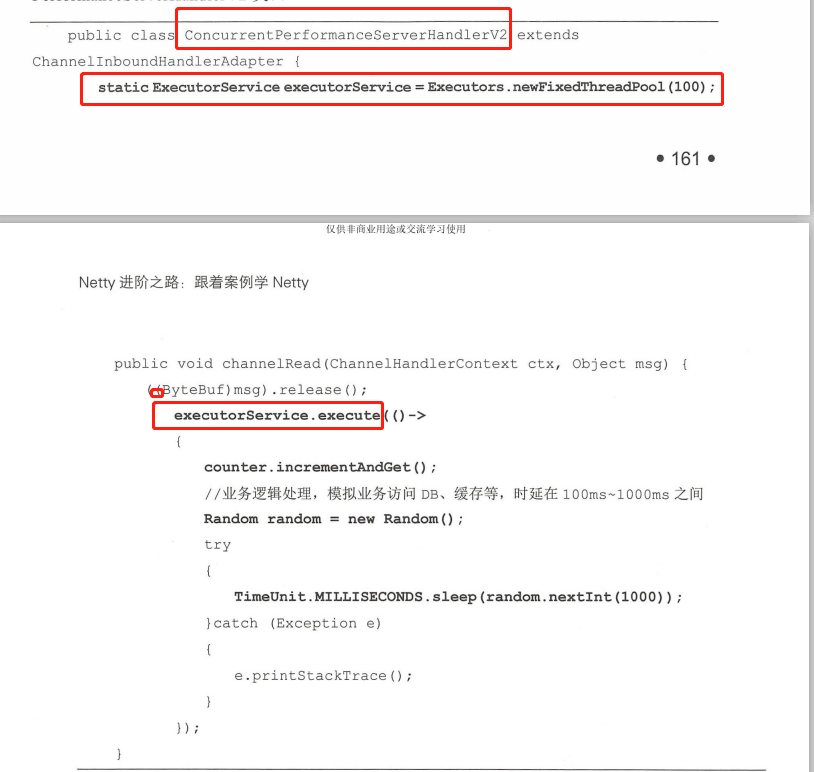 public class ConcurrentPerformanceServerHandlerV2 extends
ChannelInboundHandlerAdapter {
static ExecutorService executorService = Executors.newFixedThreadPool(100);
• 161 •
仅供非商业用途或交流学习使用
Netty 进阶之路：跟着案例学 Netty
public void channelRead(ChannelHandlerContext ctx, Object msg) {
((ByteBuf)msg).release();
executorService.execute(()->
{
counter.incrementAndGet();
//业务逻辑处理，模拟业务访问 DB、缓存等，时延在 100ms~1000ms 之间
Random random = new Random();
try
{
TimeUnit.MILLISECONDS.sleep(random.nextInt(1000));
}catch (Exception e)
{
e.printStackTrace();
}
});
}